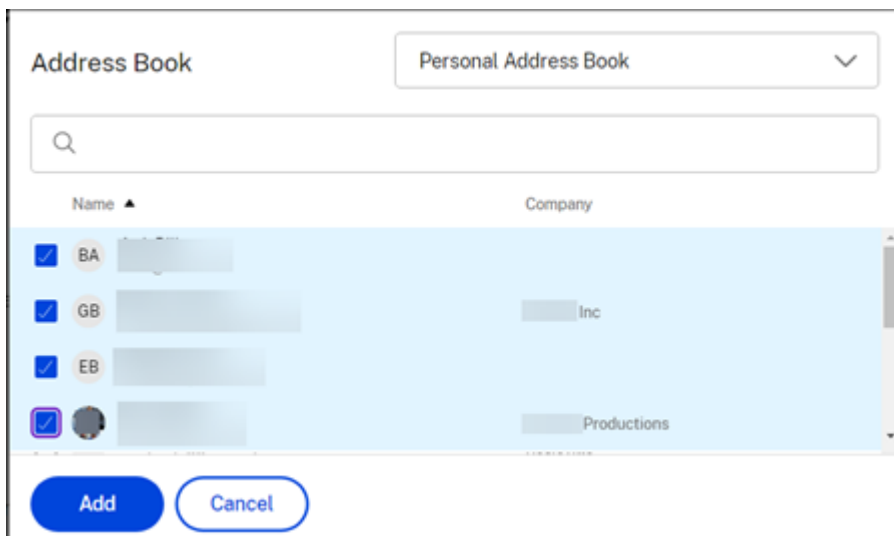 Address Book
Personal Address Book
Name ▲ Company
BA
GB Inc
EB
Productions
Add Cancel